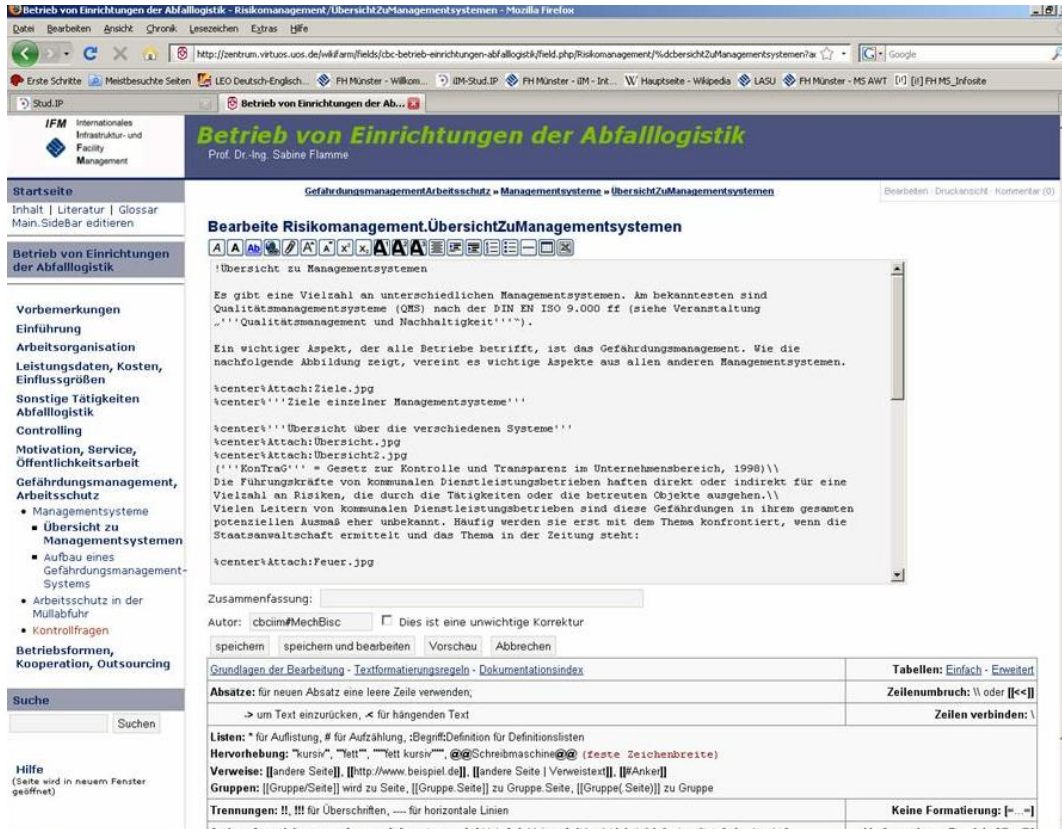 Betrieb von Einrichtungen der Abfalllogistik - Risikomanagement/ÜbersichtZuManagementsystemen - Mozilla Firefox
Datei Bearbeiten Ansicht Chronik Lesezeichen Extras Hilfe
http://zentrum.virtuos.uos.de/wikifarm/fields/cbc-betrieb-einrichtungen-abfalllogistik/field.php/Risikomanagement/%dcbersichtZuManagementsystemen?ac
Google
Erste Schritte Meistbesuchte Seiten LEO Deutsch-Englisch... FH Münster - Willkom... iIM-Stud.IP FH Münster - iIM - Int... Hauptseite - Wikipedia LASU FH Münster - MS AWT [iI] FH MS_Infosite
Stud.IP
Betrieb von Einrichtungen der Ab...
IFM Internationales
Infrastruktur- und
Facility
Management
Betrieb von Einrichtungen der Abfalllogistik
Prof. Dr.-Ing. Sabine Flamme
Startseite
Inhalt | Literatur | Glossar
Main.SideBar editieren
Betrieb von Einrichtungen
der Abfalllogistik
Vorbemerkungen
Einführung
Arbeitsorganisation
Leistungsdaten, Kosten,
Einflussgrößen
Sonstige Tätigkeiten
Abfalllogistik
Controlling
Motivation, Service,
Öffentlichkeitsarbeit
Gefährdungsmanagement,
Arbeitsschutz
Managementsysteme
Übersicht zu
Managementsystemen
Aufbau eines
Gefährdungsmanagement-
Systems
Arbeitsschutz in der
Müllabfuhr
Kontrollfragen
Betriebsformen,
Kooperation, Outsourcing
Suche
Suchen
Hilfe
(Seite wird in neuem Fenster
geöffnet)
GefährdungsmanagementArbeitsschutz » Managementsysteme » ÜbersichtZuManagementsystemen
Bearbeiten · Druckansicht · Kommentar (0)
Bearbeite Risikomanagement.ÜbersichtZuManagementsystemen
!Übersicht zu Managementsystemen
Es gibt eine Vielzahl an unterschiedlichen Managementsystemen. Am bekanntesten sind
Qualitätsmanagementsysteme (QMS) nach der DIN EN ISO 9.000 ff (siehe Veranstaltung
„'''Qualitätsmanagement und Nachhaltigkeit'''“).
Ein wichtiger Aspekt, der alle Betriebe betrifft, ist das Gefährdungsmanagement. Wie die
nachfolgende Abbildung zeigt, vereint es wichtige Aspekte aus allen anderen Managementsystemen.
%center%Attach:Ziele.jpg
%center%'''Ziele einzelner Managementsysteme'''
%center%'''Übersicht über die verschiedenen Systeme'''
%center%Attach:Übersicht.jpg
%center%Attach:Übersicht2.jpg
('''KonTraG''' = Gesetz zur Kontrolle und Transparenz im Unternehmensbereich, 1998)\\
Die Führungskräfte von kommunalen Dienstleistungsbetrieben haften direkt oder indirekt für eine
Vielzahl an Risiken, die durch die Tätigkeiten oder die betreuten Objekte ausgehen.\\
Vielen Leitern von kommunalen Dienstleistungsbetrieben sind diese Gefährdungen in ihrem gesamten
potenziellen Ausmaß eher unbekannt. Häufig werden sie erst mit dem Thema konfrontiert, wenn die
Staatsanwaltschaft ermittelt und das Thema in der Zeitung steht:
%center%Attach:Feuer.jpg
Zusammenfassung:
Autor: cbciim#MechBisc Dies ist eine unwichtige Korrektur
speichern speichern und bearbeiten Vorschau Abbrechen
Grundlagen der Bearbeitung - Textformatierungsregeln - Dokumentationsindex Tabellen: Einfach - Erweitert
Absätze: für neuen Absatz eine leere Zeile verwenden; Zeilenumbruch: \\ oder [[<<]]
-> um Text einzurücken, -< für hängenden Text Zeilen verbinden: \
Listen: * für Auflistung, # für Aufzählung, :Begriff:Definition für Definitionslisten
Hervorhebung: ''kursiv'', '''fett''', '''''fett kursiv''''', @@Schreibmaschine@@ (feste Zeichenbreite)
Verweise: [[andere Seite]], [[http://www.beispiel.de]], [[andere Seite | Verweistext]], [[#Anker]]
Gruppen: [[Gruppe/Seite]] wird zu Seite, [[Gruppe.Seite]] zu Gruppe.Seite, [[Gruppe(.Seite)]] zu Gruppe
Trennungen: !!, !!! für Überschriften, ---- für horizontale Linien Keine Formatierung: [=...=]